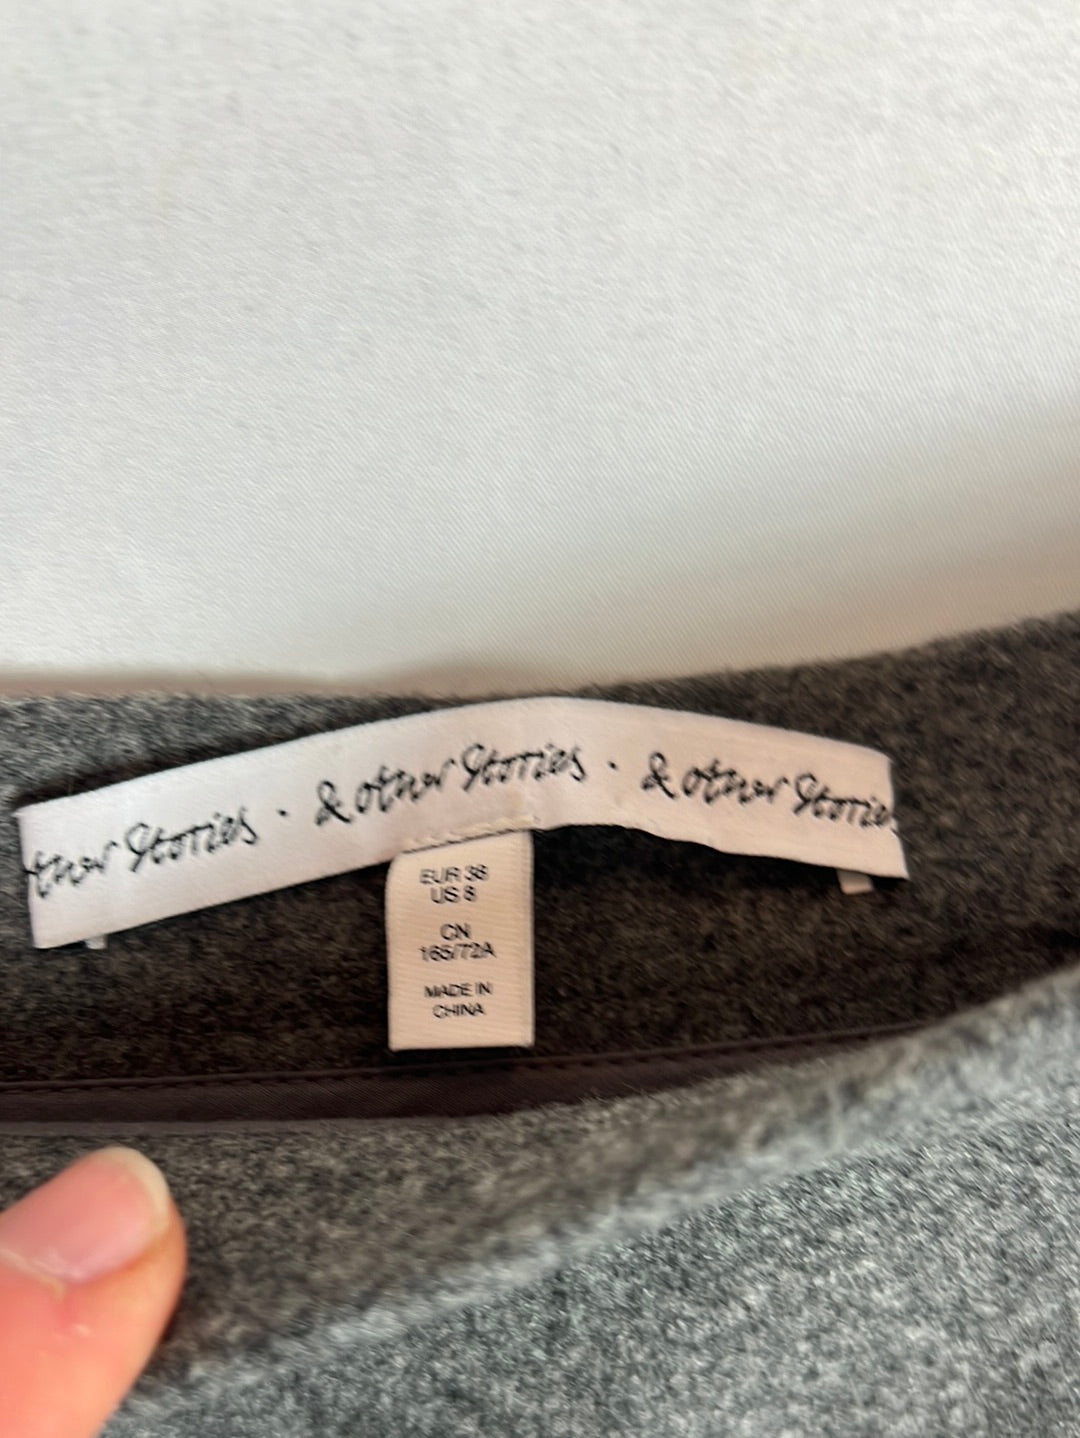 ther Stories · & Other Stories · & Other Stories
EUR 38
US 8
CN
165/72A
MADE IN
CHINA